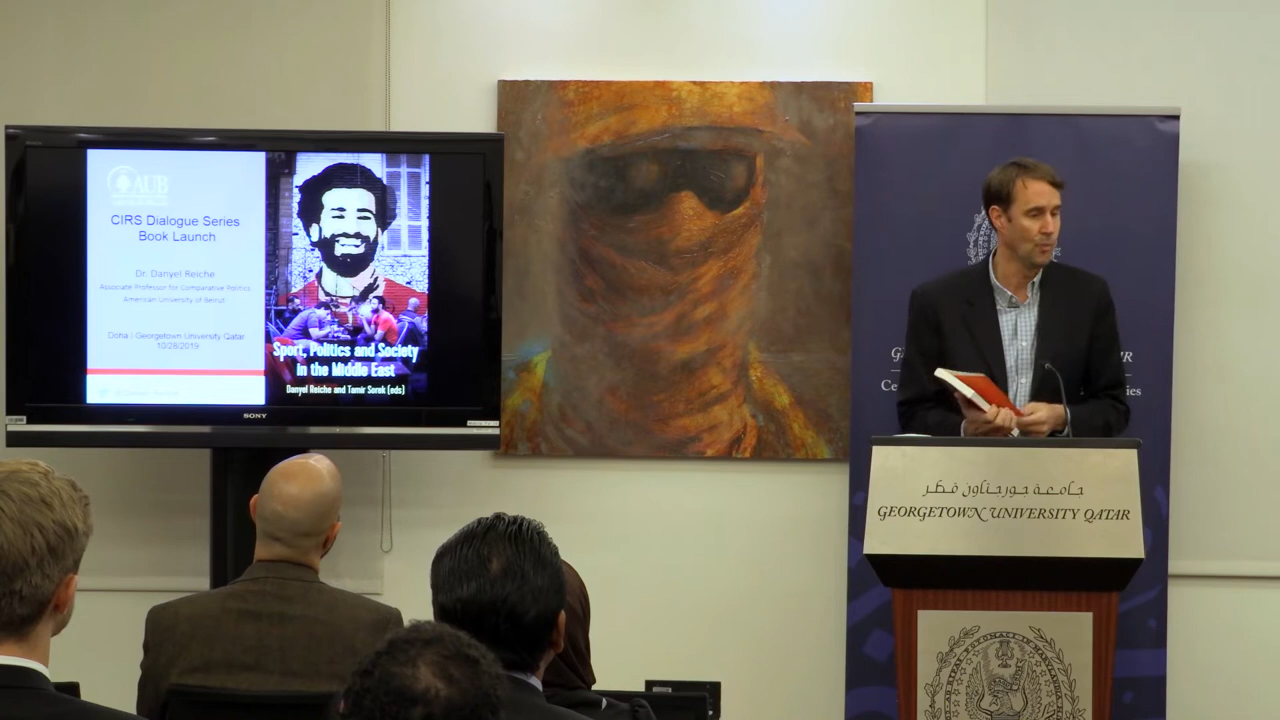 AUB
CIRS Dialogue Series
Book Launch
Dr. Danyel Reiche
Associate Professor for Comparative Politics
American University of Beirut
Doha | Georgetown University Qatar
10/28/2019
Sport, Politics and Society
in the Middle East
Danyel Reiche and Tamir Sorek (eds)
SONY
جامعة جورجتاون قطر
GEORGETOWN UNIVERSITY QATAR